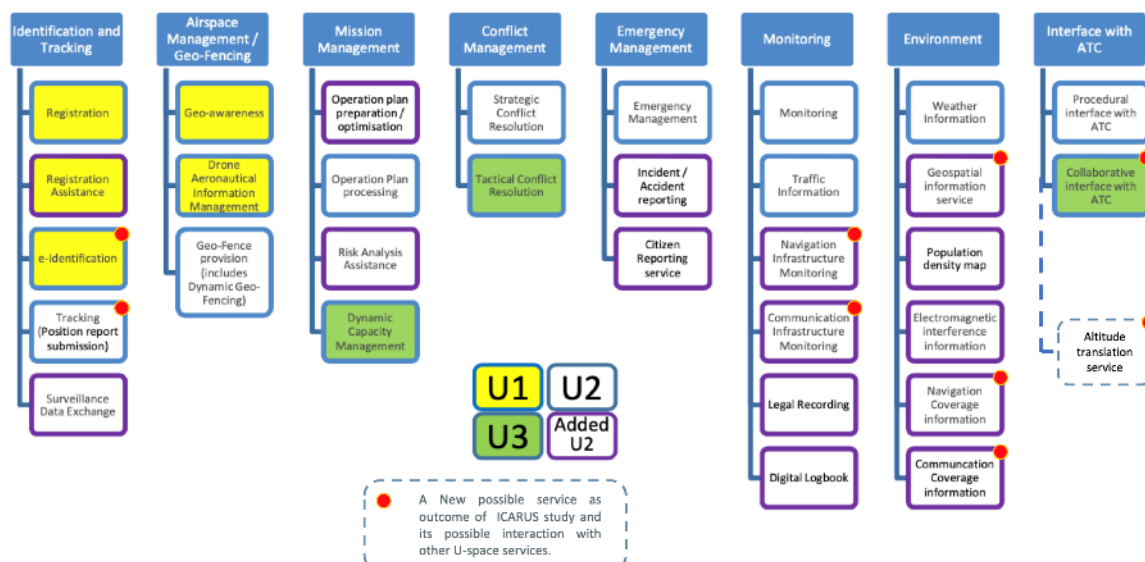 Identification and
Tracking
Registration
Registration
Assistance
e-identification
Tracking
(Position report
submission)
Surveillance
Data Exchange
Airspace
Management /
Geo-Fencing
Geo-awareness
Drone
Aeronautical
Information
Management
Geo-Fence
provision
(includes
Dynamic Geo-
Fencing)
Mission
Management
Operation plan
preparation /
optimisation
Operation Plan
processing
Risk Analysis
Assistance
Dynamic
Capacity
Management
Conflict
Management
Strategic
Conflict
Resolution
Tactical Conflict
Resolution
Emergency
Management
Emergency
Management
Incident /
Accident
reporting
Citizen
Reporting
service
Monitoring
Monitoring
Traffic
Information
Navigation
Infrastructure
Monitoring
Communication
Infrastructure
Monitoring
Legal Recording
Digital Logbook
Environment
Weather
Information
Geospatial
information
service
Population
density map
Electromagnetic
interference
information
Navigation
Coverage
information
Communcation
Coverage
information
Interface with
ATC
Procedural
interface with
ATC
Collaborative
interface with
ATC
Altitude
translation
service
U1
U2
U3
Added
U2
A New possible service as
outcome of ICARUS study and
its possible interaction with
other U-space services.